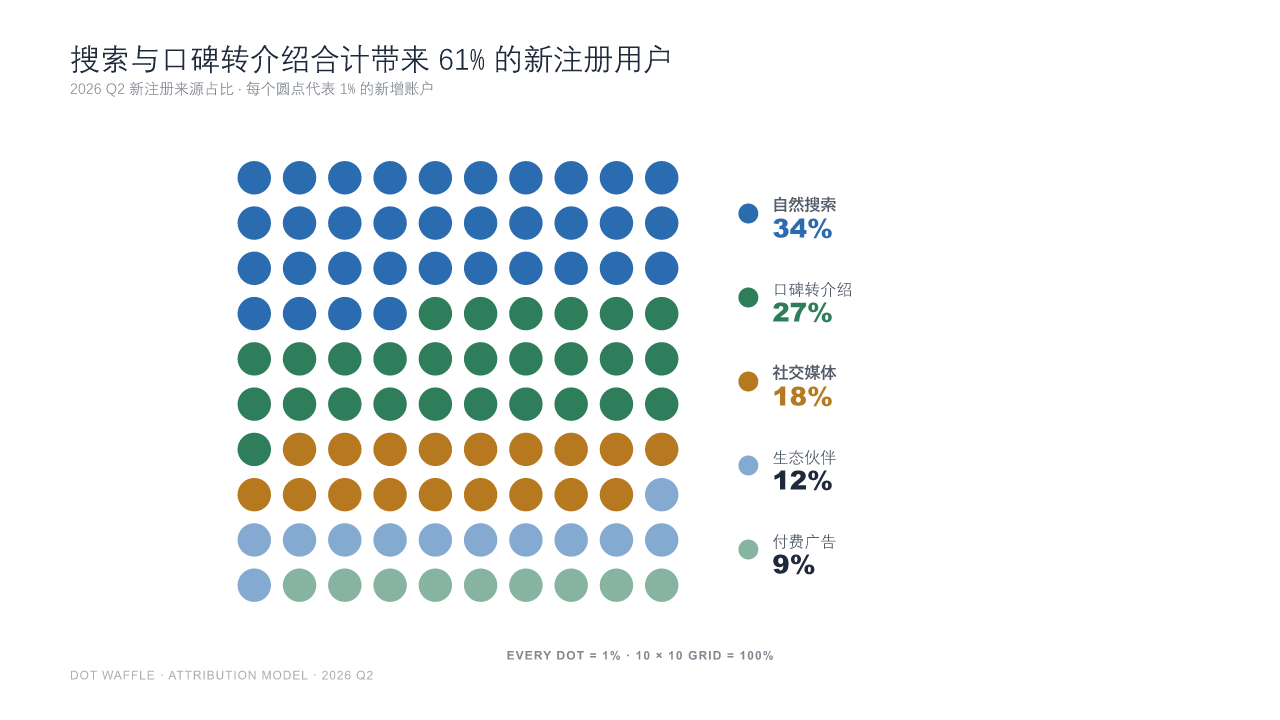 搜索与口碑转介绍合计带来 61% 的新注册用户
2026 Q2 新注册来源占比 · 每个圆点代表 1% 的新增账户
自然搜索
34%
口碑转介绍
27%
社交媒体
18%
生态伙伴
12%
付费广告
9%
EVERY DOT = 1% · 10 × 10 GRID = 100%
DOT WAFFLE · ATTRIBUTION MODEL · 2026 Q2